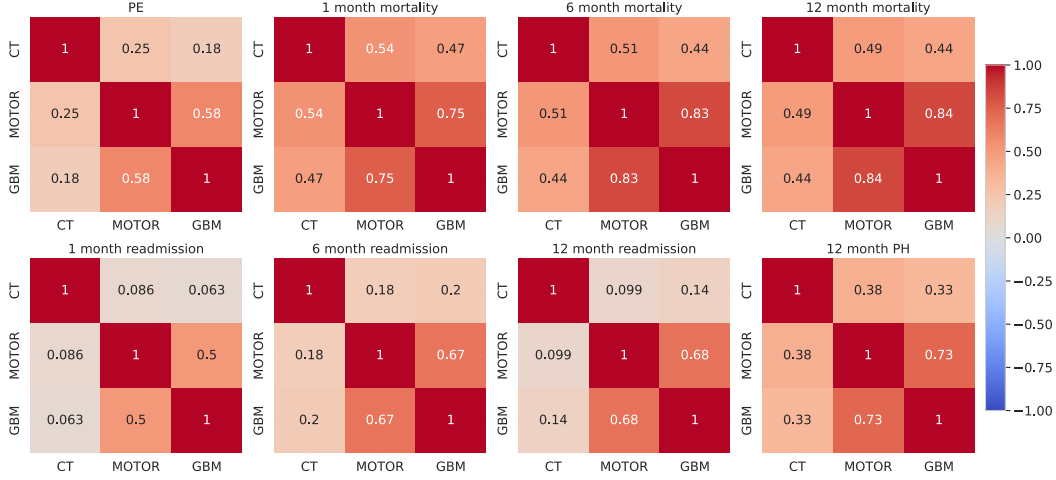 PE
1 month mortality
6 month mortality
12 month mortality
CT 1 0.25 0.18
MOTOR 0.25 1 0.58
GBM 0.18 0.58 1
CT MOTOR GBM
CT 1 0.54 0.47
MOTOR 0.54 1 0.75
GBM 0.47 0.75 1
CT MOTOR GBM
CT 1 0.51 0.44
MOTOR 0.51 1 0.83
GBM 0.44 0.83 1
CT MOTOR GBM
CT 1 0.49 0.44
MOTOR 0.49 1 0.84
GBM 0.44 0.84 1
CT MOTOR GBM
1 month readmission
6 month readmission
12 month readmission
12 month PH
CT 1 0.086 0.063
MOTOR 0.086 1 0.5
GBM 0.063 0.5 1
CT MOTOR GBM
CT 1 0.18 0.2
MOTOR 0.18 1 0.67
GBM 0.2 0.67 1
CT MOTOR GBM
CT 1 0.099 0.14
MOTOR 0.099 1 0.68
GBM 0.14 0.68 1
CT MOTOR GBM
CT 1 0.38 0.33
MOTOR 0.38 1 0.73
GBM 0.33 0.73 1
CT MOTOR GBM
1.00
0.75
0.50
0.25
0.00
−0.25
−0.50
−0.75
−1.00